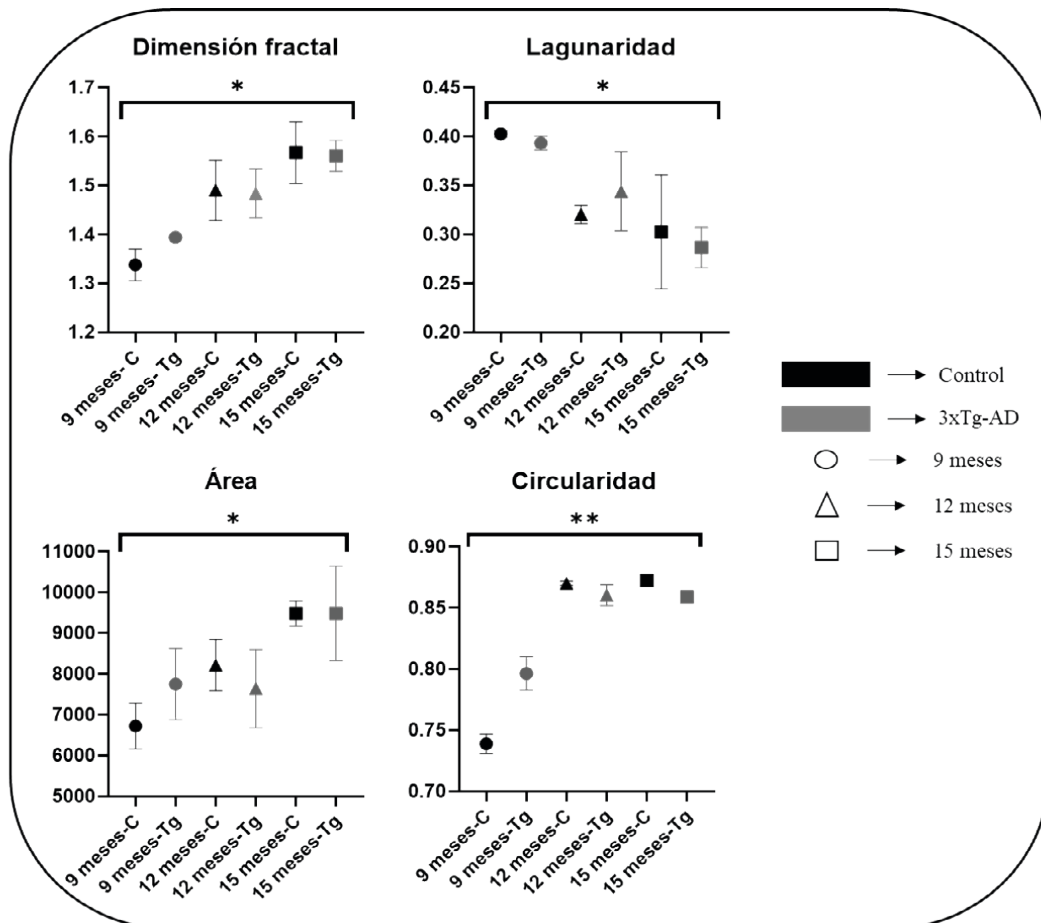 Dimensión fractal
*
1.7
1.6
1.5
1.4
1.3
1.2
9 meses- C
9 meses- Tg
12 meses-C
12 meses-Tg
15 meses-C
15 meses-Tg
Lagunaridad
*
0.45
0.40
0.35
0.30
0.25
0.20
9 meses-C
9 meses-Tg
12 meses-C
12 meses-Tg
15 meses-C
15 meses-Tg
Control
3xTg-AD
9 meses
12 meses
15 meses
Área
*
11000
10000
9000
8000
7000
6000
5000
9 meses-C
9 meses-Tg
12 meses-C
12 meses-Tg
15 meses-C
15 meses-Tg
Circularidad
**
0.90
0.85
0.80
0.75
0.70
9 meses-C
9 meses-Tg
12 meses-C
12 meses-Tg
15 meses-C
15 meses-Tg